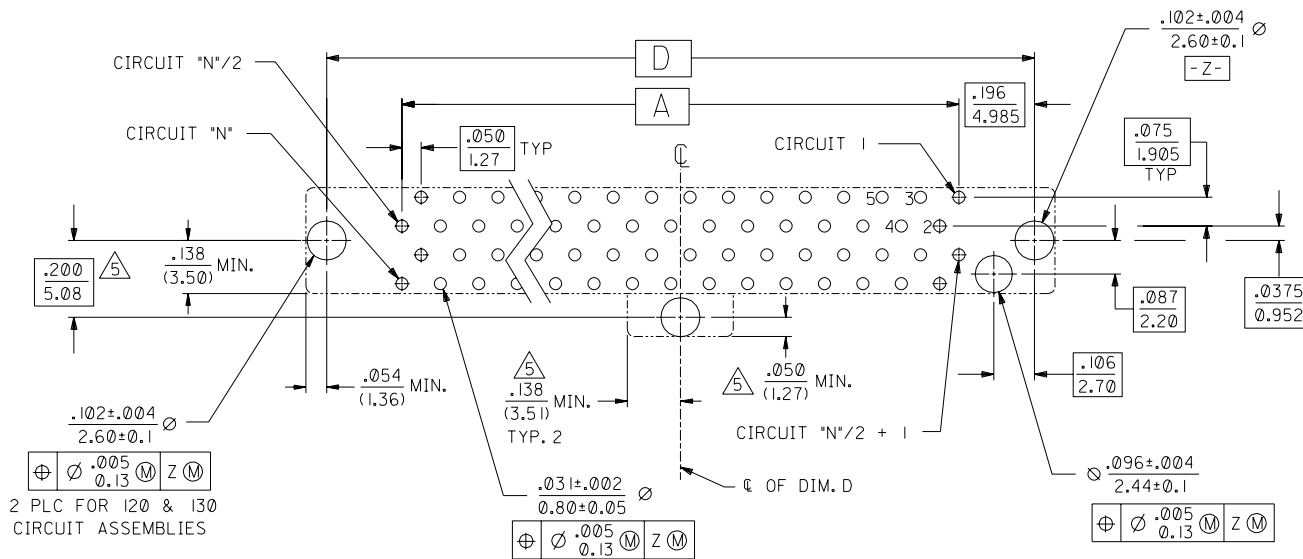 CIRCUIT "N"/2
CIRCUIT "N"
D
A
.102±.004
2.60±0.1 Ø
-Z-
.196
4.985
.050
1.27 TYP
℄
CIRCUIT 1
.075
1.905
TYP
5 3
4 2
.200
5.08
5
.138
(3.50) MIN.
.087
2.20
.0375
0.952
.054
(1.36) MIN.
5
.138
(3.51) MIN.
TYP. 2
5
.050
(1.27) MIN.
.106
2.70
CIRCUIT "N"/2 + 1
.102±.004
2.60±0.1 Ø
⌖ Ø .005
0.13 Ⓜ Z Ⓜ
2 PLC FOR 120 & 130
CIRCUIT ASSEMBLIES
.031±.002
0.80±0.05 Ø
⌖ Ø .005
0.13 Ⓜ Z Ⓜ
℄ OF DIM. D
Ø .096±.004
2.44±0.1
⌖ Ø .005
0.13 Ⓜ Z Ⓜ